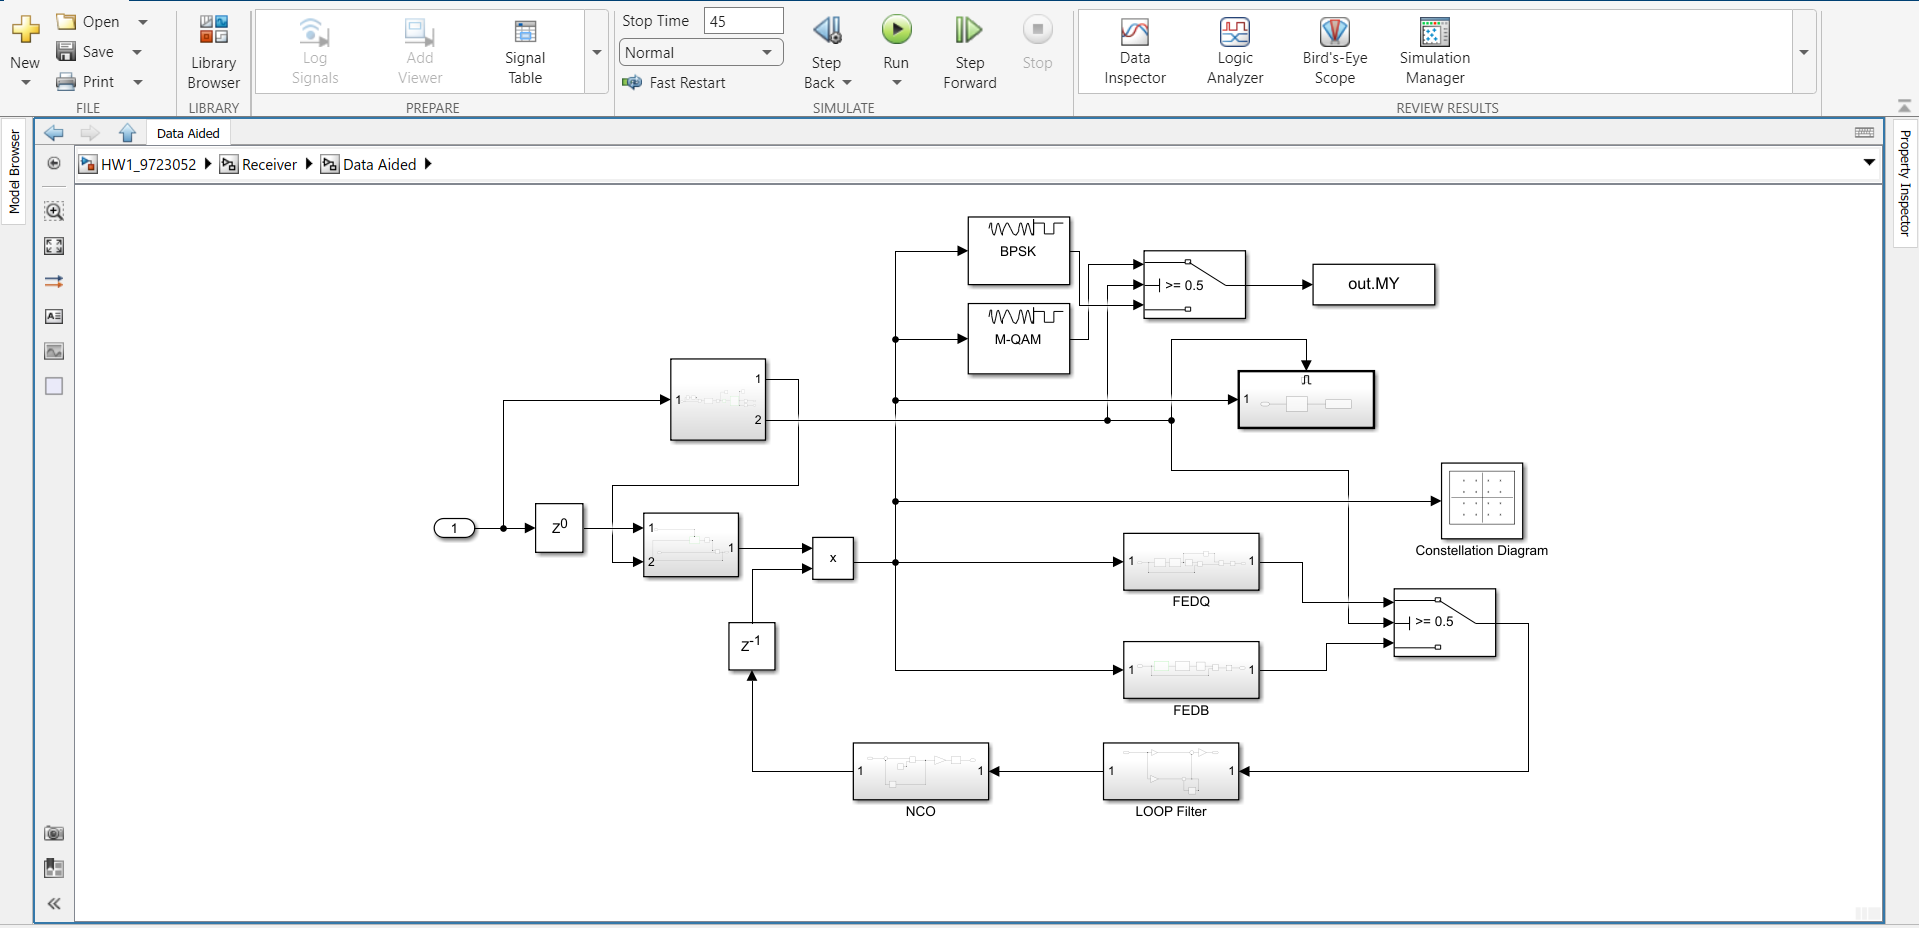 New
Open
Save
Print
FILE
Library
Browser
LIBRARY
Log
Signals
Add
Viewer
Signal
Table
PREPARE
Stop Time 45
Normal
Fast Restart
Step
Back
Run
Step
Forward
Stop
SIMULATE
Data
Inspector
Logic
Analyzer
Bird's-Eye
Scope
Simulation
Manager
REVIEW RESULTS
Model Browser
Property Inspector
Data Aided
HW1_9723052 Receiver Data Aided
BPSK
>= 0.5
out.MY
M-QAM
1
1
2
1
1
Z^0
1
2
1
x
Constellation Diagram
1
1
FEDQ
>= 0.5
Z^-1
1
1
FEDB
1
1
NCO
1
1
LOOP Filter